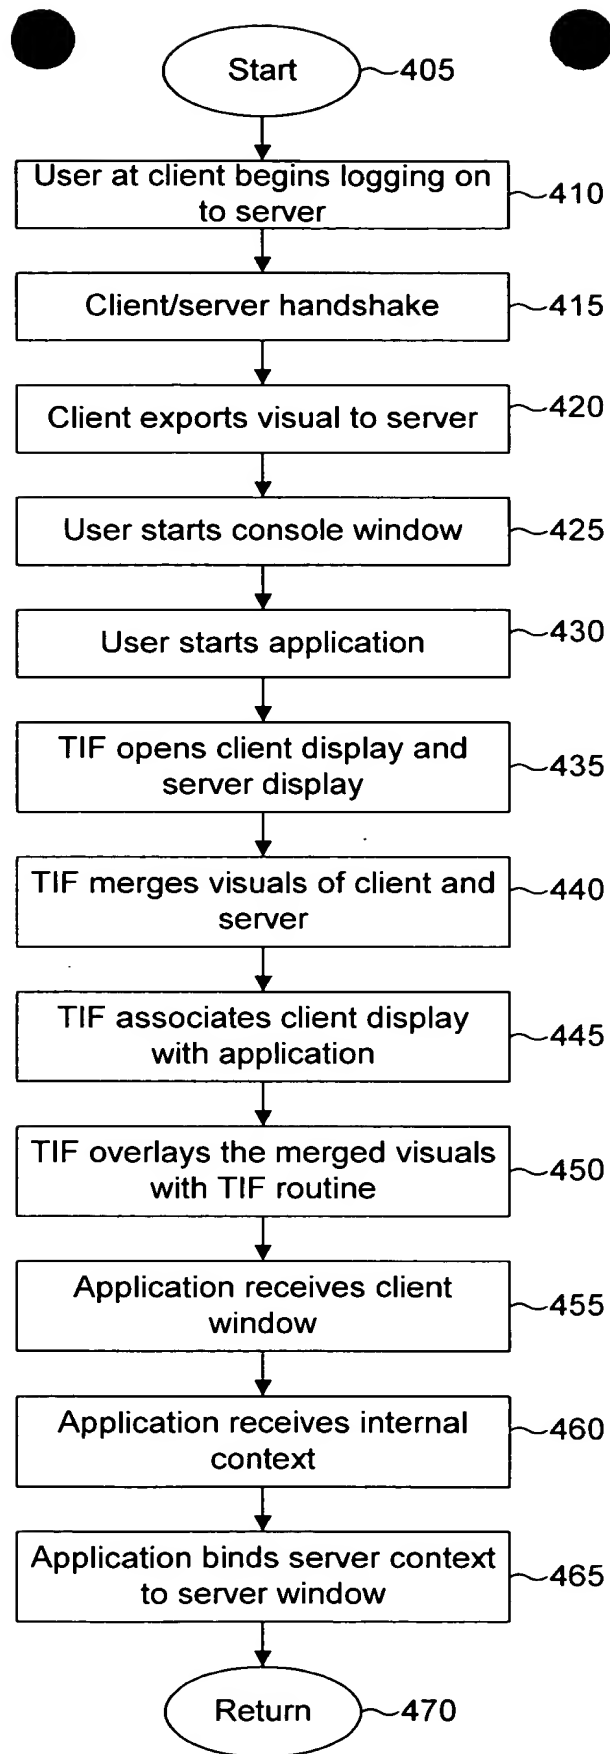 Start
405
User at client begins logging on
to server
410
Client/server handshake
415
Client exports visual to server
420
User starts console window
425
User starts application
430
TIF opens client display and
server display
435
TIF merges visuals of client and
server
440
TIF associates client display
with application
445
TIF overlays the merged visuals
with TIF routine
450
Application receives client
window
455
Application receives internal
context
460
Application binds server context
to server window
465
Return
470